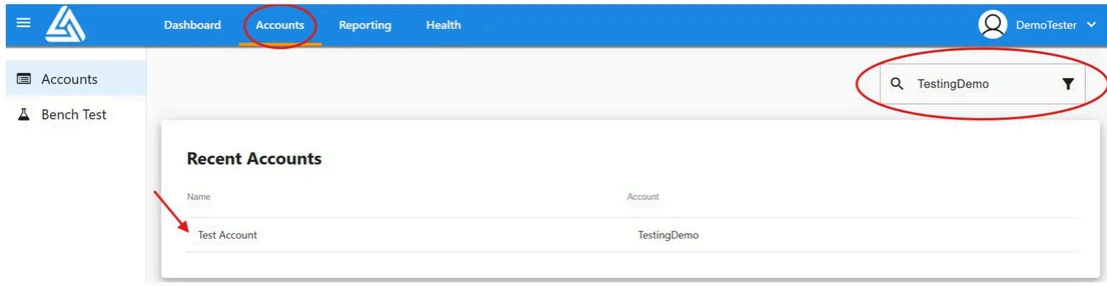 Dashboard Accounts Reporting Health DemoTester
Accounts
TestingDemo
Bench Test
Recent Accounts
Name Account
Test Account TestingDemo